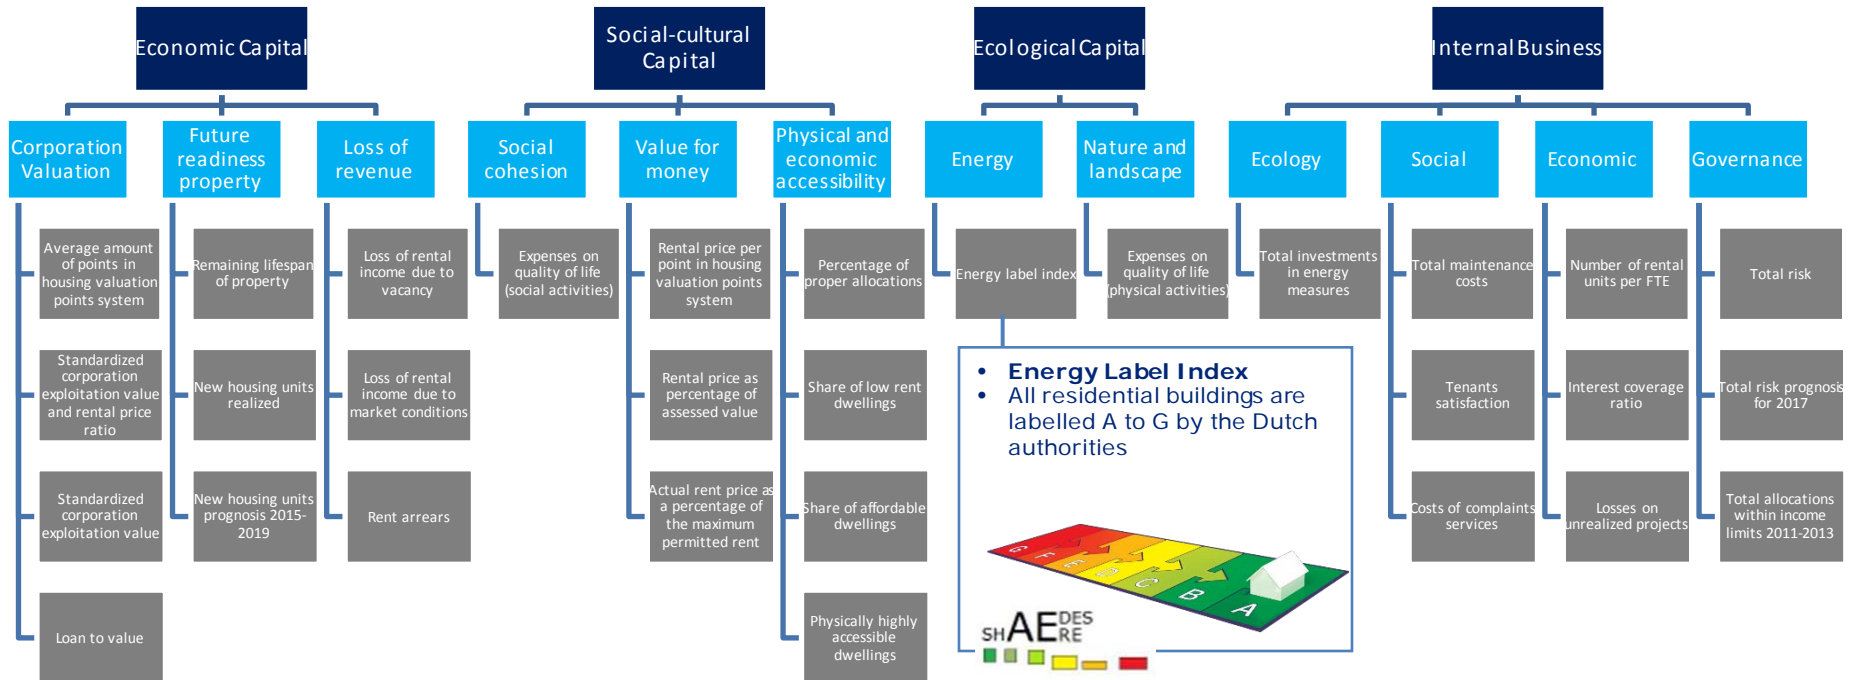 Economic Capital
Social-cultural
Capital
Ecological Capital
Internal Business
Corporation
Valuation
Future
readiness
property
Loss of
revenue
Social
cohesion
Value for
money
Physical and
economic
accessibility
Energy
Nature and
landscape
Ecology
Social
Economic
Governance
Average amount
of points in
housing valuation
points system
Remaining lifespan
of property
Loss of rental
income due to
vacancy
Expenses on
quality of life
(social activities)
Rental price per
point in housing
valuation points
system
Percentage of
proper allocations
Energy label index
Expenses on
quality of life
(physical activities)
Total investments
in energy
measures
Total maintenance
costs
Number of rental
units per FTE
Total risk
Standardized
corporation
exploitation value
and rental price
ratio
New housing units
realized
Loss of rental
income due to
market conditions
Rental price as
percentage of
assessed value
Share of low rent
dwellings
• Energy Label Index
• All residential buildings are
labelled A to G by the Dutch
authorities
Tenants
satisfaction
Interest coverage
ratio
Total risk prognosis
for 2017
Standardized
corporation
exploitation value
New housing units
prognosis 2015-
2019
Rent arrears
Actual rent price as
a percentage of
the maximum
permitted rent
Share of affordable
dwellings
Costs of complaints
services
Losses on
unrealized projects
Total allocations
within income
limits 2011-2013
G F E D C B A
Loan to value
Physically highly
accessible
dwellings
SHAEDES
RE